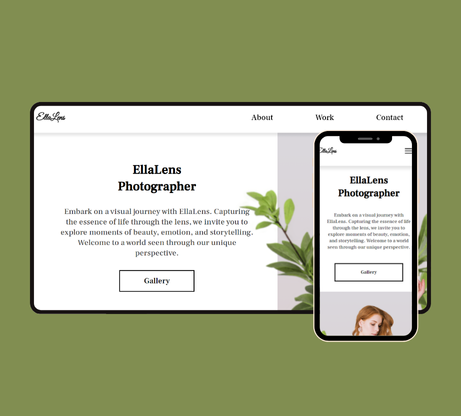 EllaLens
About Work Contact
EllaLens
Photographer
Embark on a visual journey with EllaLens. Capturing
the essence of life through the lens, we invite you to
explore moments of beauty, emotion, and storytelling.
Welcome to a world seen through our unique
perspective.
Gallery
EllaLens
EllaLens
Photographer
Embark on a visual journey with
EllaLens. Capturing the essence of life
through the lens, we invite you to
explore moments of beauty, emotion,
and storytelling. Welcome to a world
seen through our unique perspective.
Gallery